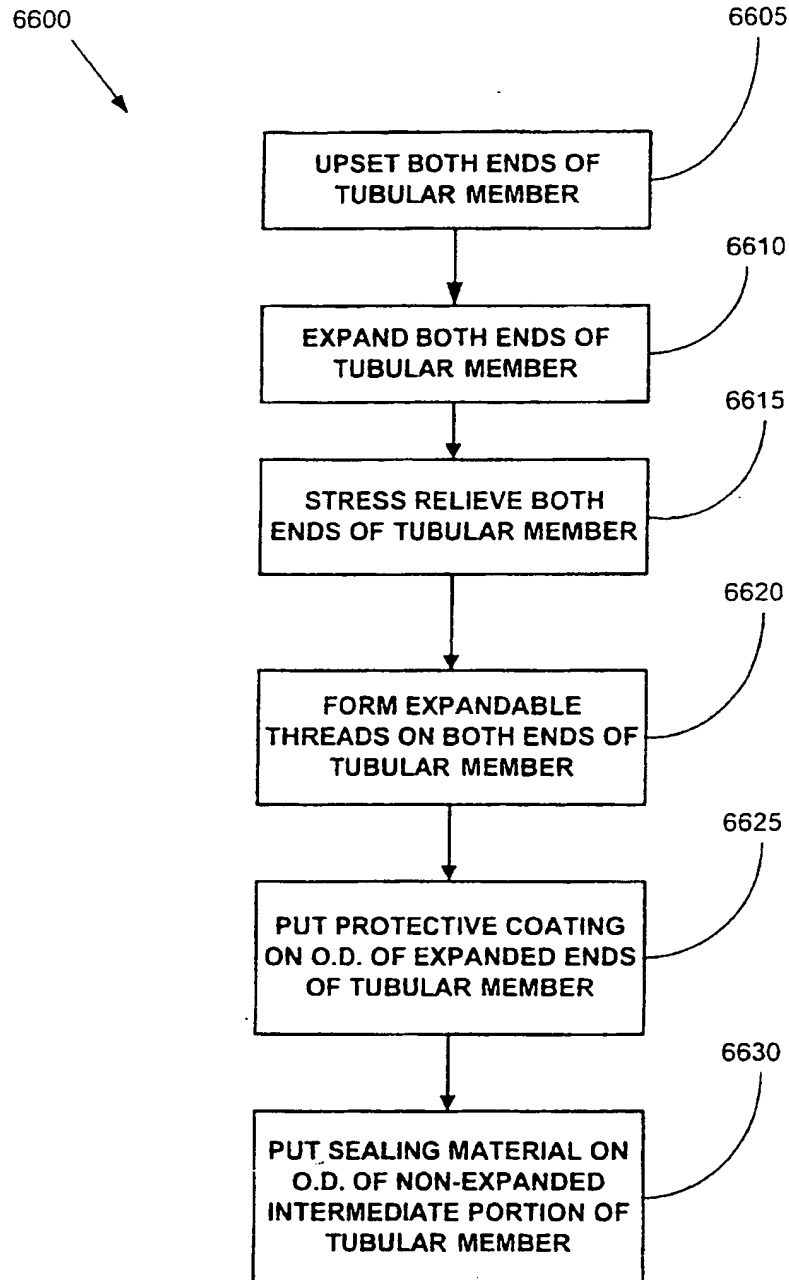 6600
6605
UPSET BOTH ENDS OF
TUBULAR MEMBER
6610
EXPAND BOTH ENDS OF
TUBULAR MEMBER
6615
STRESS RELIEVE BOTH
ENDS OF TUBULAR MEMBER
6620
FORM EXPANDABLE
THREADS ON BOTH ENDS OF
TUBULAR MEMBER
6625
PUT PROTECTIVE COATING
ON O.D. OF EXPANDED ENDS
OF TUBULAR MEMBER
6630
PUT SEALING MATERIAL ON
O.D. OF NON-EXPANDED
INTERMEDIATE PORTION OF
TUBULAR MEMBER